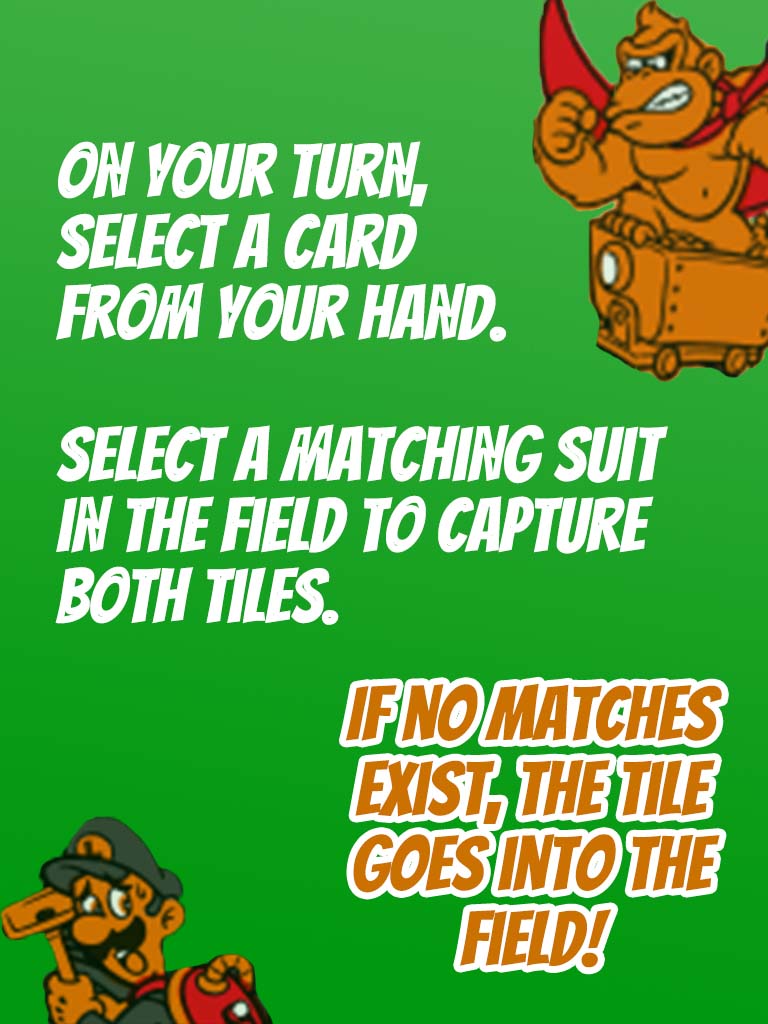 ON YOUR TURN,
SELECT A CARD
FROM YOUR HAND.
SELECT A MATCHING SUIT
IN THE FIELD TO CAPTURE
BOTH TILES.
IF NO MATCHES
EXIST, THE TILE
GOES INTO THE
FIELD!